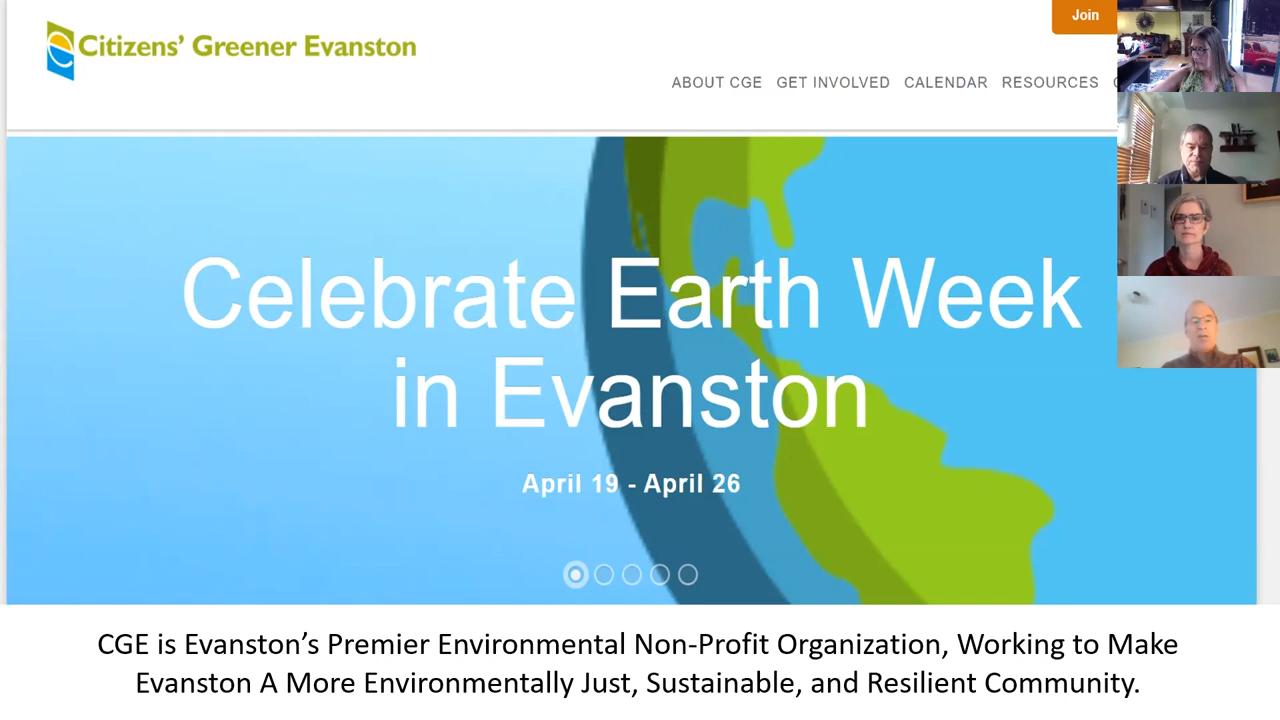 Join
Citizens' Greener Evanston
ABOUT CGE GET INVOLVED CALENDAR RESOURCES
Celebrate Earth Week
in Evanston
April 19 - April 26
CGE is Evanston’s Premier Environmental Non-Profit Organization, Working to Make
Evanston A More Environmentally Just, Sustainable, and Resilient Community.